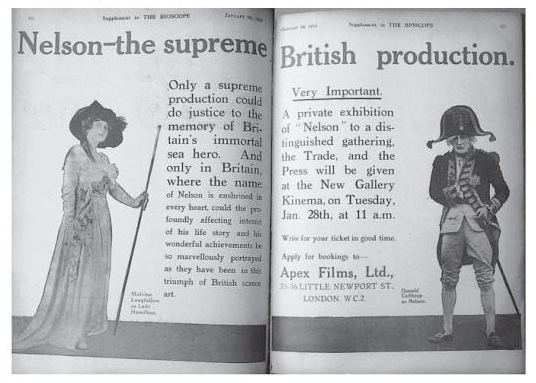 Supplement to THE BIOSCOPE
Nelson-the supreme
Only a supreme
production could
do justice to the
memory of Bri-
tain's immortal
sea hero. And
only in Britain,
where the name
of Nelson is enshrined in
every heart, could the pro-
foundly affecting interest
of his life story and his
wonderful achievements be
so marvellously portrayed
as they have been in this
triumph of British screen
art.
Malvina
Longfellow
as Lady
Hamilton.
Supplement to THE BIOSCOPE
British production.
Very Important.
A private exhibition
of "Nelson" to a dis-
tinguished gathering,
the Trade, and the
Press will be given
at the New Gallery
Kinema, on Tuesday,
Jan. 28th, at 11 a.m.
Write for your ticket in good time.
Apply for bookings to—
Apex Films, Ltd.,
LITTLE NEWPORT ST.,
LONDON, W.C.2.
Donald
Calthrop
as Nelson.